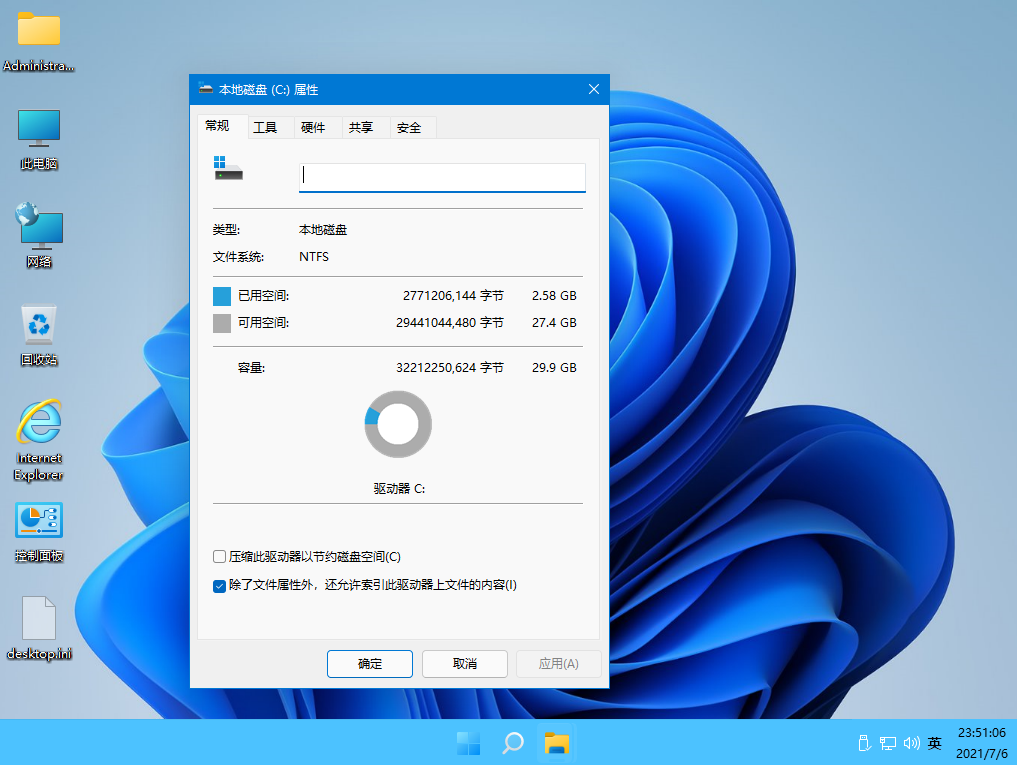 Administra...
此电脑
网络
回收站
Internet
Explorer
控制面板
desktop.ini
本地磁盘 (C:) 属性
常规 工具 硬件 共享 安全
类型: 本地磁盘
文件系统: NTFS
已用空间: 2771206,144 字节 2.58 GB
可用空间: 29441044,480 字节 27.4 GB
容量: 32212250,624 字节 29.9 GB
驱动器 C:
压缩此驱动器以节约磁盘空间(C)
除了文件属性外，还允许索引此驱动器上文件的内容(I)
确定 取消 应用(A)
英
23:51:06
2021/7/6